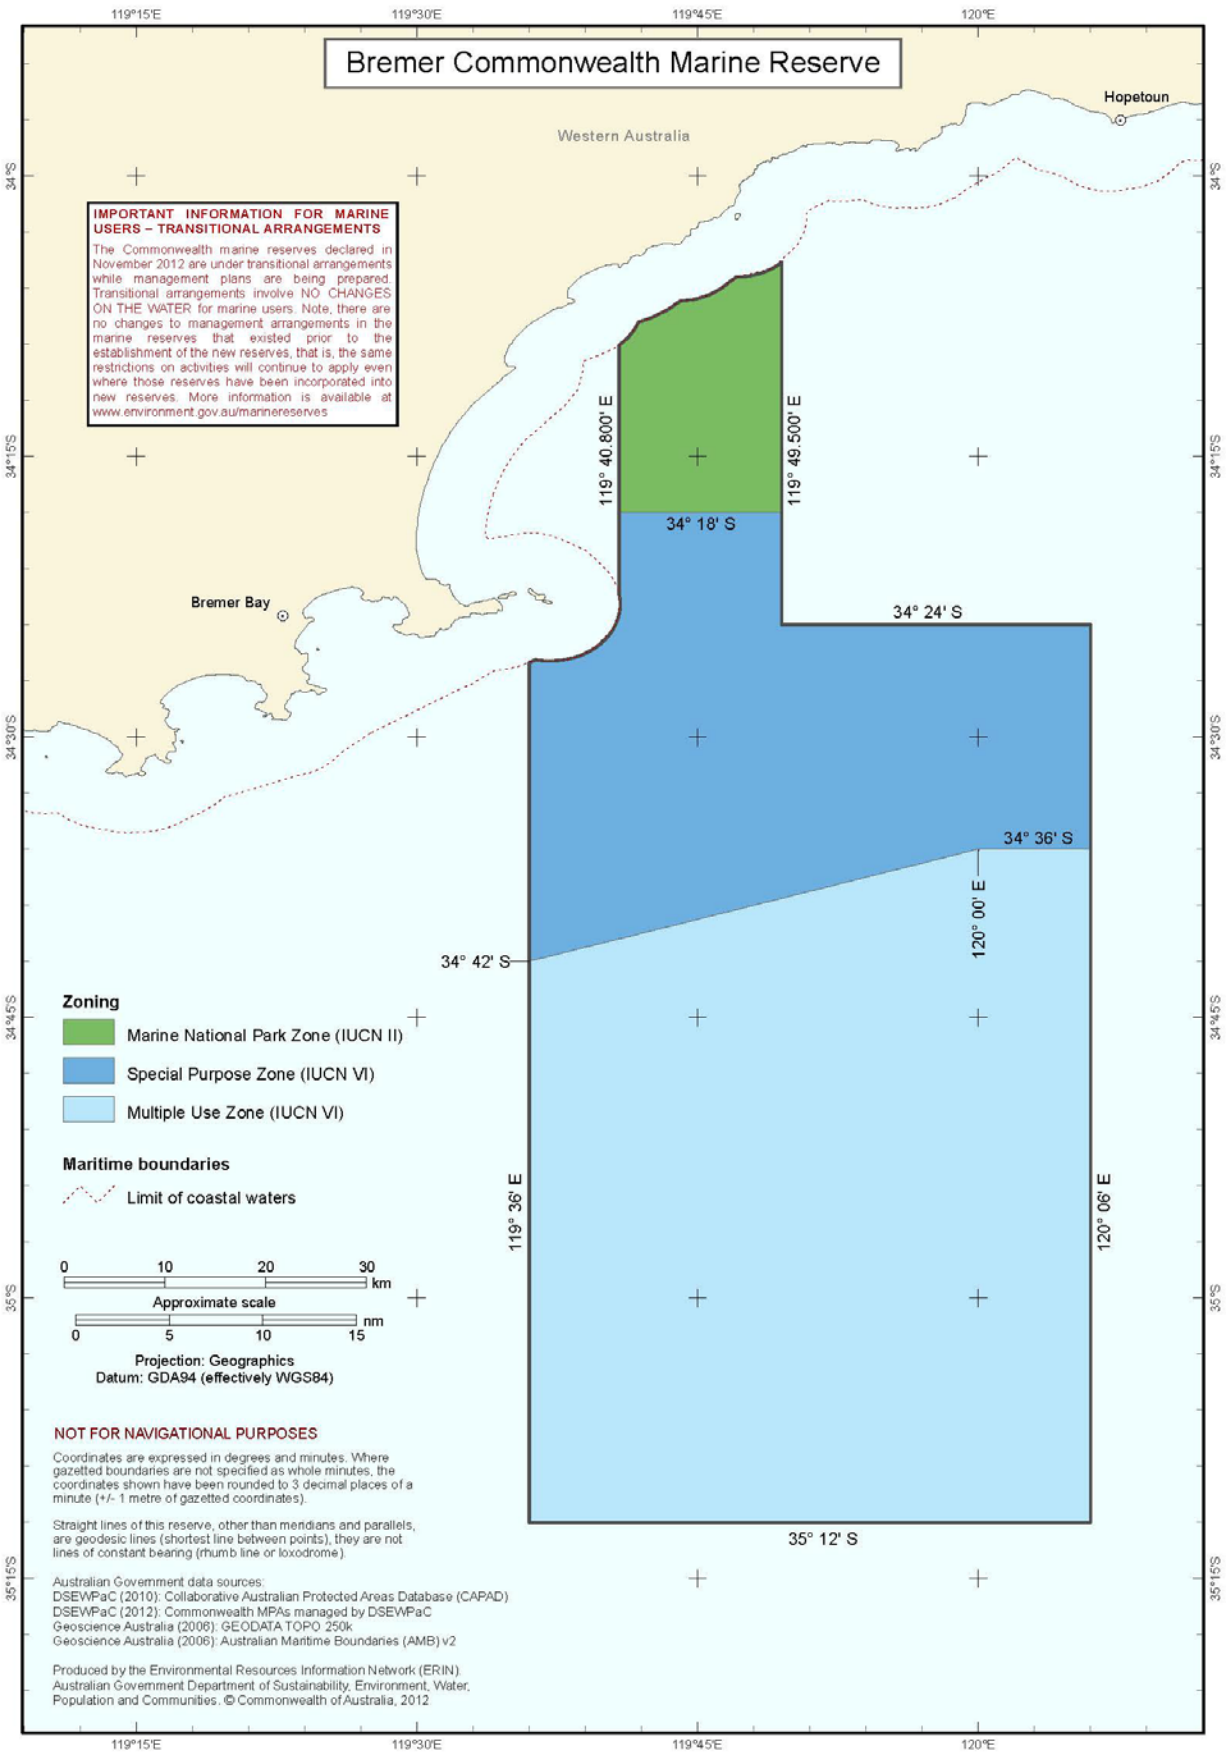 119°15'E 119°30'E 119°45'E 120°E
Bremer Commonwealth Marine Reserve
Hopetoun
Western Australia
34°S 34°S
IMPORTANT INFORMATION FOR MARINE
USERS – TRANSITIONAL ARRANGEMENTS
The Commonwealth marine reserves declared in
November 2012 are under transitional arrangements
while management plans are being prepared.
Transitional arrangements involve NO CHANGES
ON THE WATER for marine users. Note, there are
no changes to management arrangements in the
marine reserves that existed prior to the
establishment of the new reserves, that is, the same
restrictions on activities will continue to apply even
where those reserves have been incorporated into
new reserves. More information is available at
www.environment.gov.au/marinereserves
119° 40.800' E
119° 49.500' E
34°15'S 34°15'S
34° 18' S
Bremer Bay
34° 24' S
34°30'S 34°30'S
34° 36' S
120° 00' E
34° 42' S
Zoning
34°45'S 34°45'S
Marine National Park Zone (IUCN II)
Special Purpose Zone (IUCN VI)
Multiple Use Zone (IUCN VI)
Maritime boundaries
Limit of coastal waters
119° 36' E
120° 06' E
0 10 20 30
km
Approximate scale
nm
0 5 10 15
35°S 35°S
Projection: Geographics
Datum: GDA94 (effectively WGS84)
NOT FOR NAVIGATIONAL PURPOSES
Coordinates are expressed in degrees and minutes. Where
gazetted boundaries are not specified as whole minutes, the
coordinates shown have been rounded to 3 decimal places of a
minute (+/- 1 metre of gazetted coordinates).
Straight lines of this reserve, other than meridians and parallels,
are geodesic lines (shortest line between points), they are not
lines of constant bearing (rhumb line or loxodrome).
35° 12' S
35°15'S 35°15'S
Australian Government data sources:
DSEWPaC (2010): Collaborative Australian Protected Areas Database (CAPAD)
DSEWPaC (2012): Commonwealth MPAs managed by DSEWPaC
Geoscience Australia (2006): GEODATA TOPO 250k
Geoscience Australia (2006): Australian Maritime Boundaries (AMB) v2
Produced by the Environmental Resources Information Network (ERIN).
Australian Government Department of Sustainability, Environment, Water,
Population and Communities. © Commonwealth of Australia, 2012
119°15'E 119°30'E 119°45'E 120°E